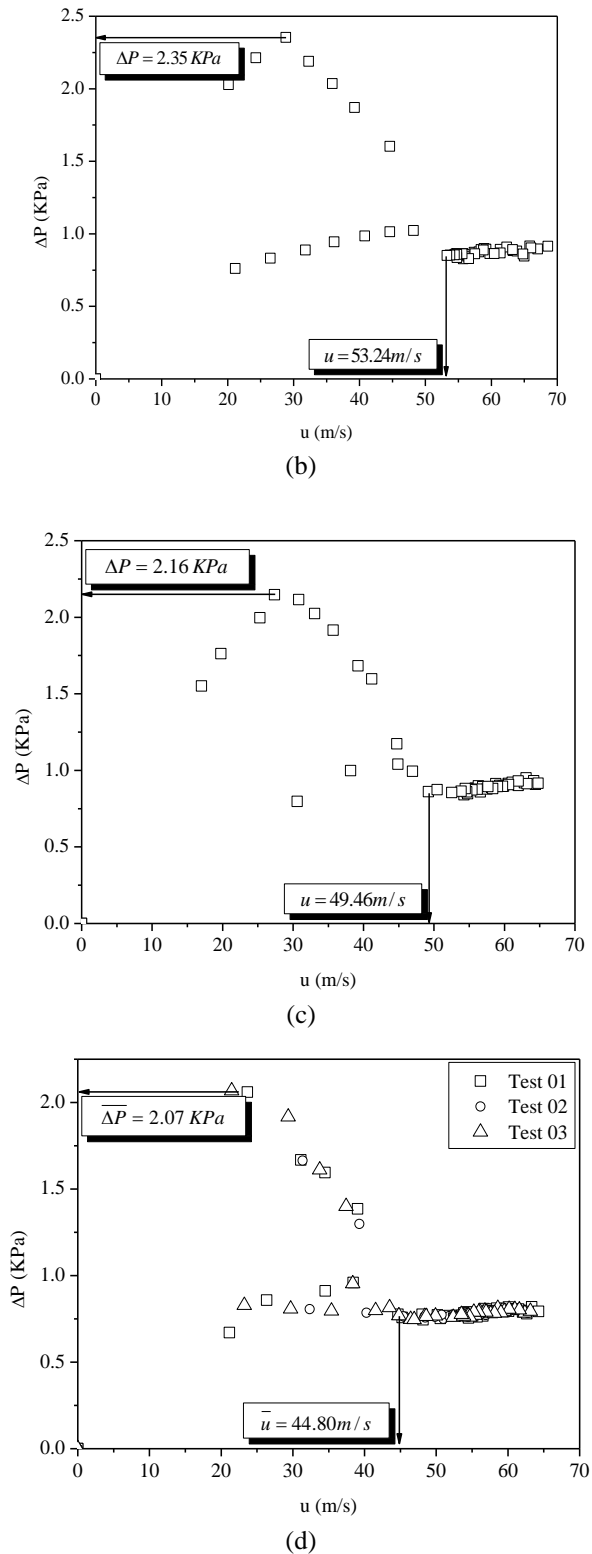 2.5
ΔP = 2.35 KPa
2.0
1.5
ΔP (KPa)
1.0
0.5
u = 53.24m/s
0.0
0 10 20 30 40 50 60 70
u (m/s)
(b)
2.5
ΔP = 2.16 KPa
2.0
1.5
ΔP (KPa)
1.0
0.5
u = 49.46m/s
0.0
0 10 20 30 40 50 60 70
u (m/s)
(c)
Test 01
Test 02
Test 03
2.0
Δ̅P̅ = 2.07 KPa
1.5
ΔP (KPa)
1.0
0.5
u̅ = 44.80m/s
0.0
0 10 20 30 40 50 60 70
u (m/s)
(d)